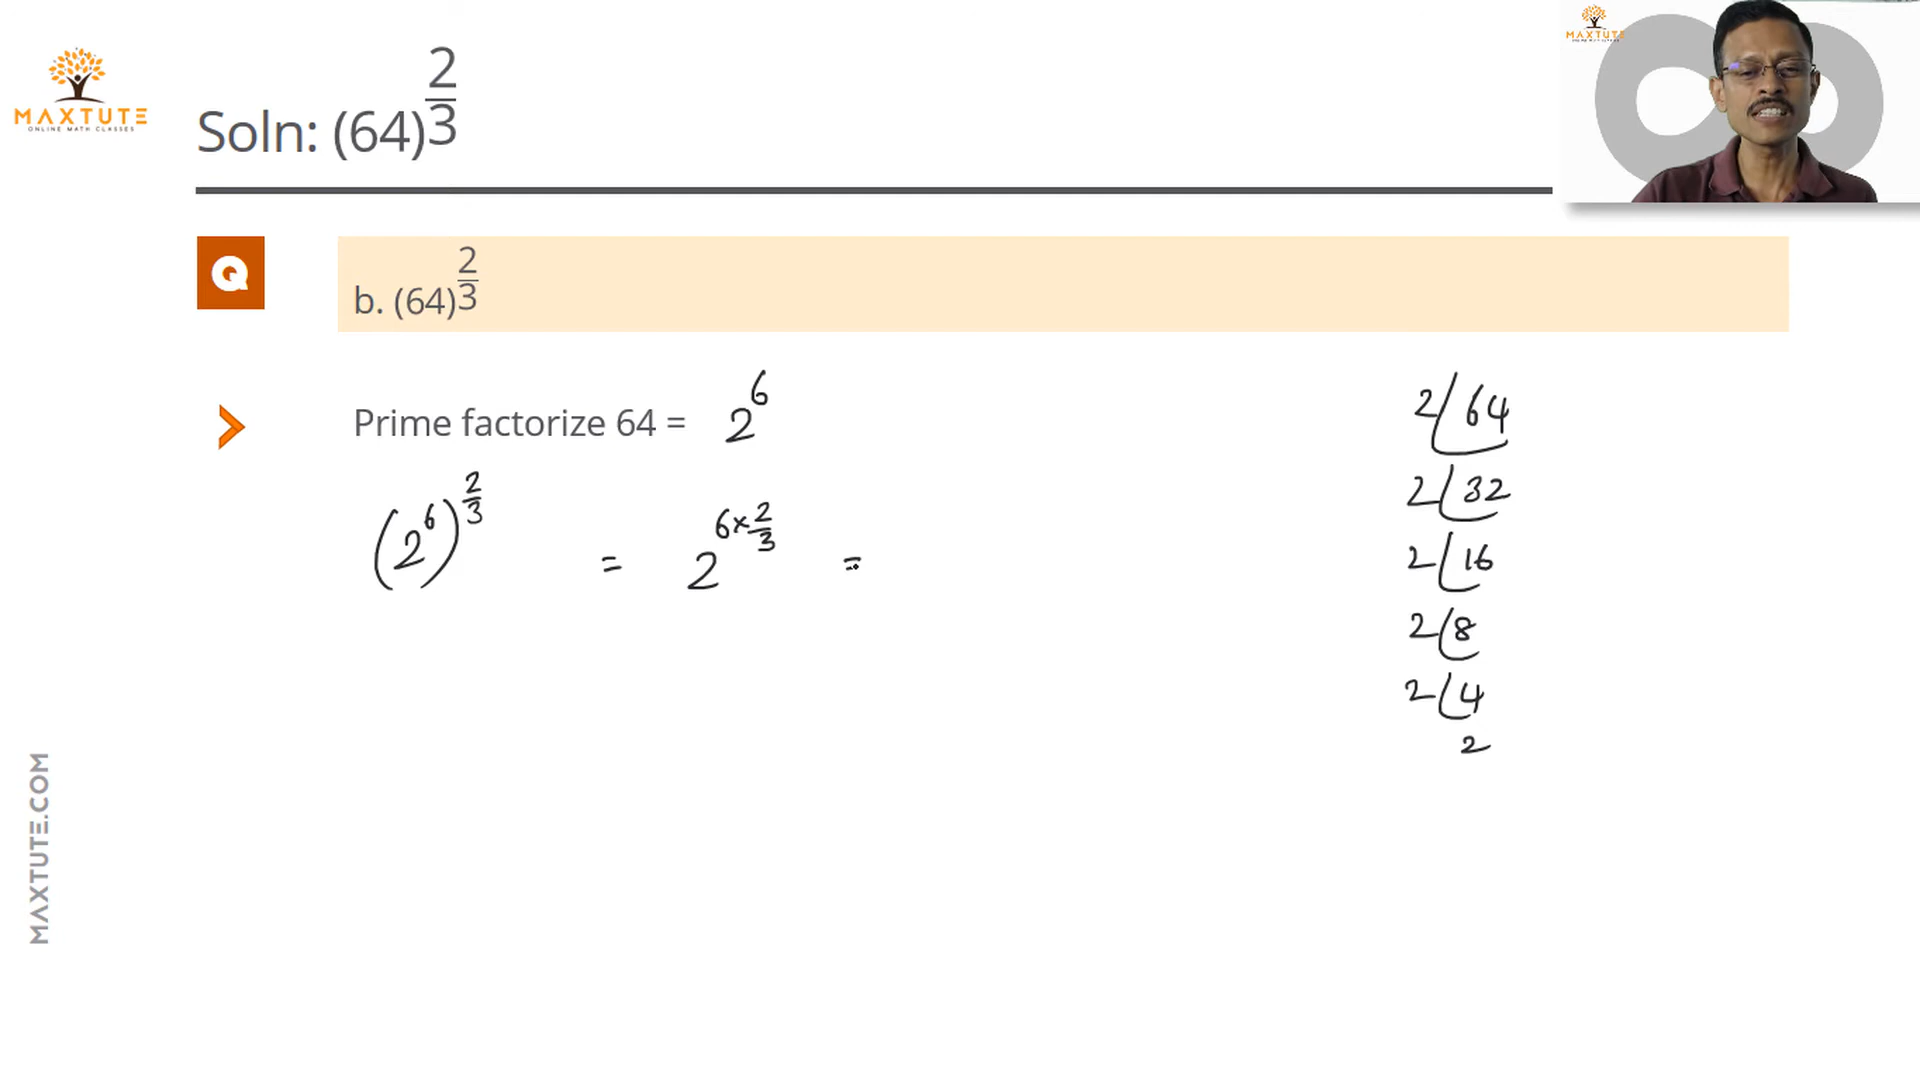 MAXTUTE
ONLINE MATH CLASSES
Soln: (64)^(2/3)
MAXTUTE
Q
b. (64)^(2/3)
Prime factorize 64 = 2^6
(2^6)^(2/3) = 2^(6×2/3) =
2 64
2 32
2 16
2 8
2 4
2
MAXTUTE.COM